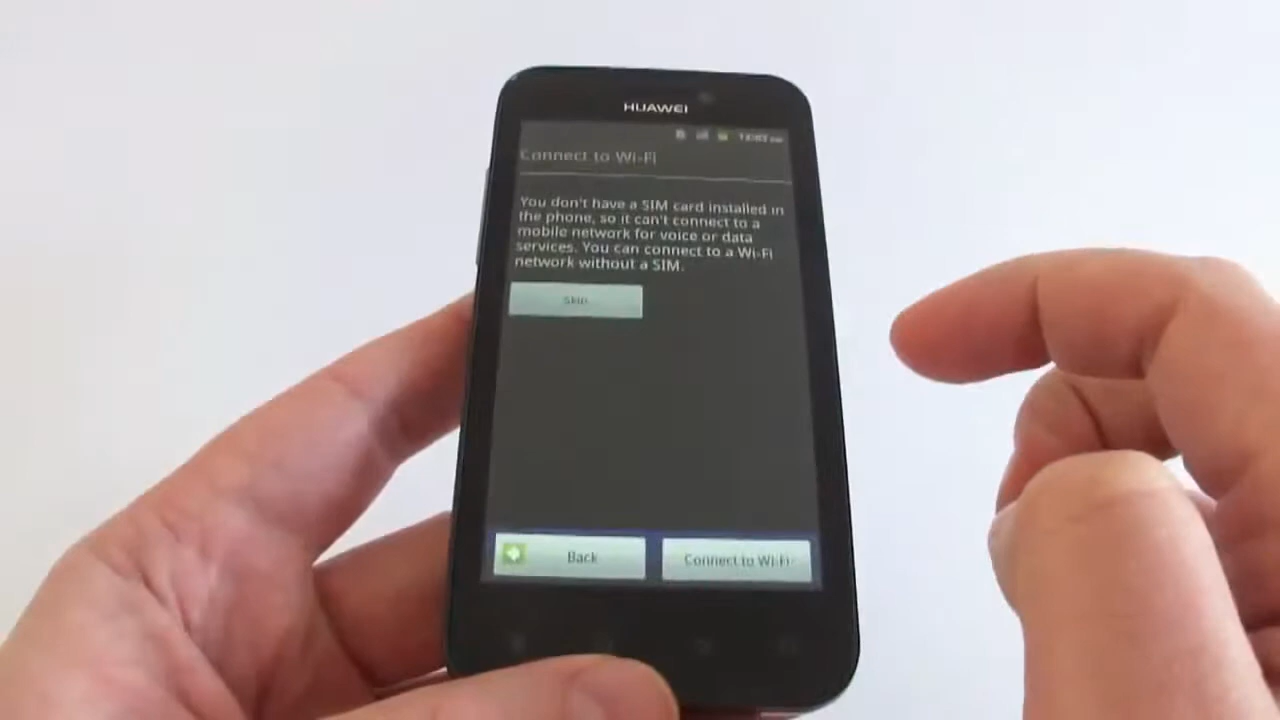 HUAWEI
Connect to Wi-Fi
You don't have a SIM card installed in
the phone, so it can't connect to a
mobile network for voice or data
services. You can connect to a Wi-Fi
network without a SIM.
Skip
Back
Connect to Wi-Fi